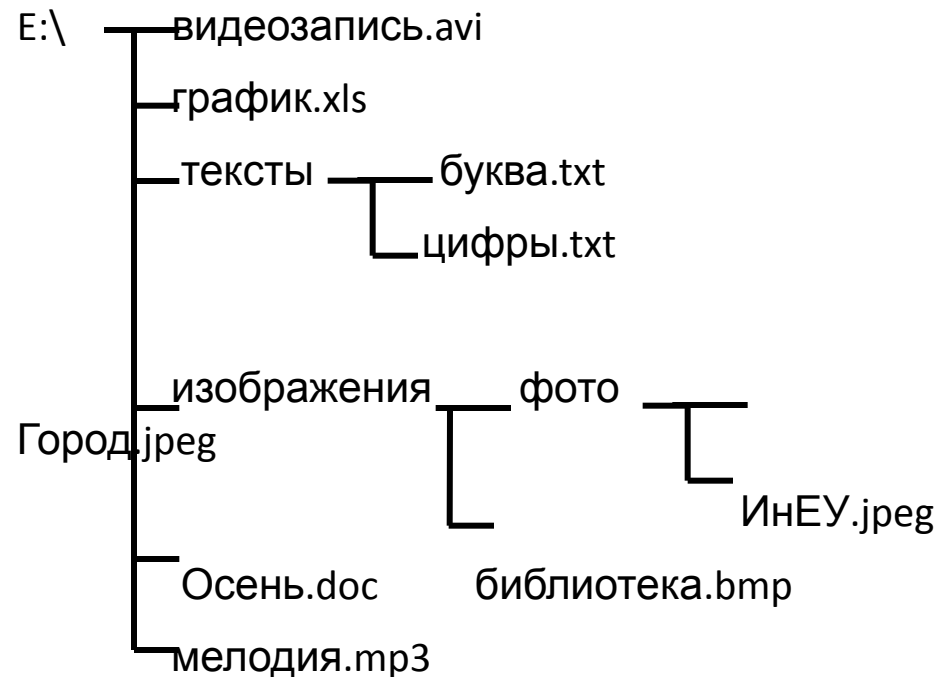 E:\ видеозапись.avi
график.xls
тексты буква.txt
цифры.txt
изображения фото
Город.jpeg
ИнЕУ.jpeg
Осень.doc библиотека.bmp
мелодия.mp3